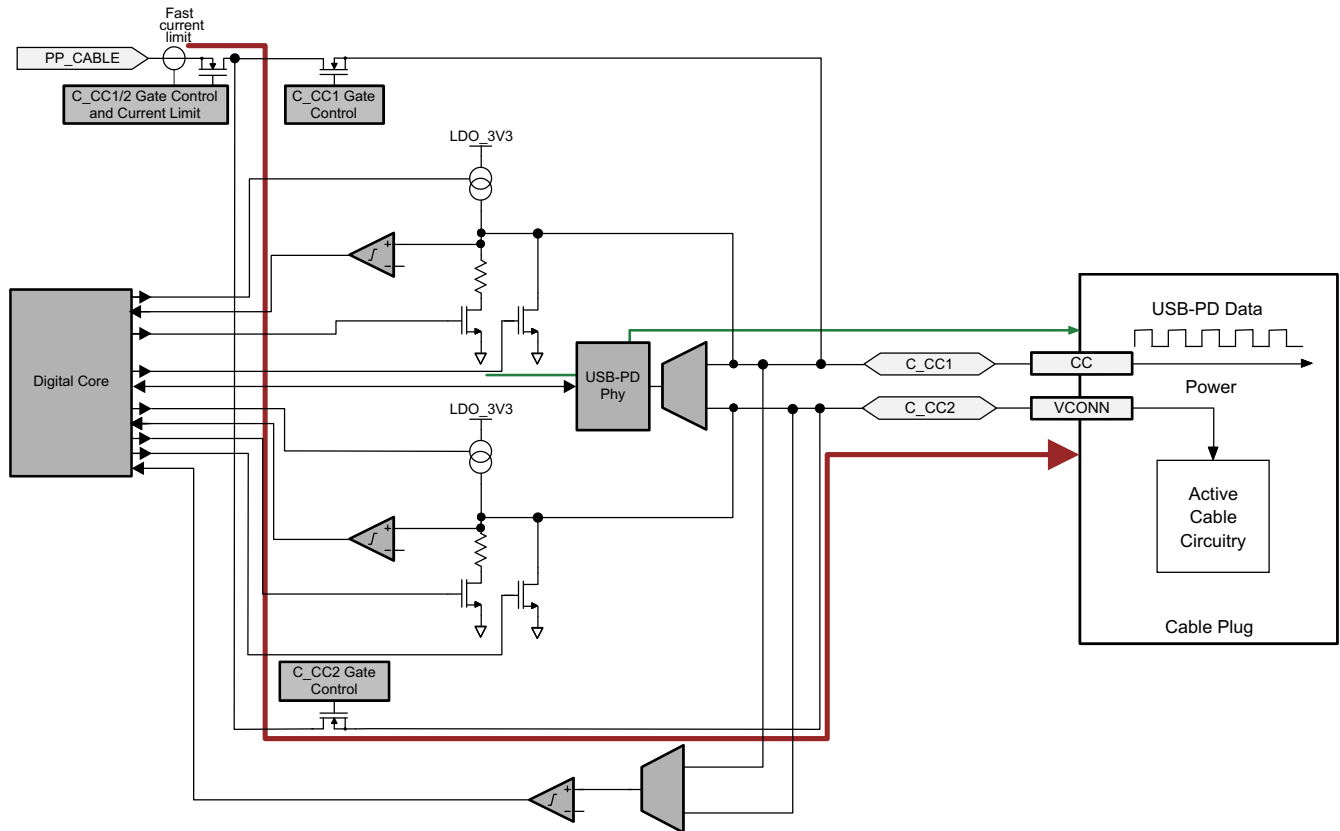 Fast
current
limit
PP_CABLE
C_CC1/2 Gate Control
and Current Limit
C_CC1 Gate
Control
LDO_3V3
+
−
Digital Core
USB-PD
Phy
C_CC1
C_CC2
USB-PD Data
CC
Power
VCONN
Active
Cable
Circuitry
Cable Plug
LDO_3V3
+
−
C_CC2 Gate
Control
+
−